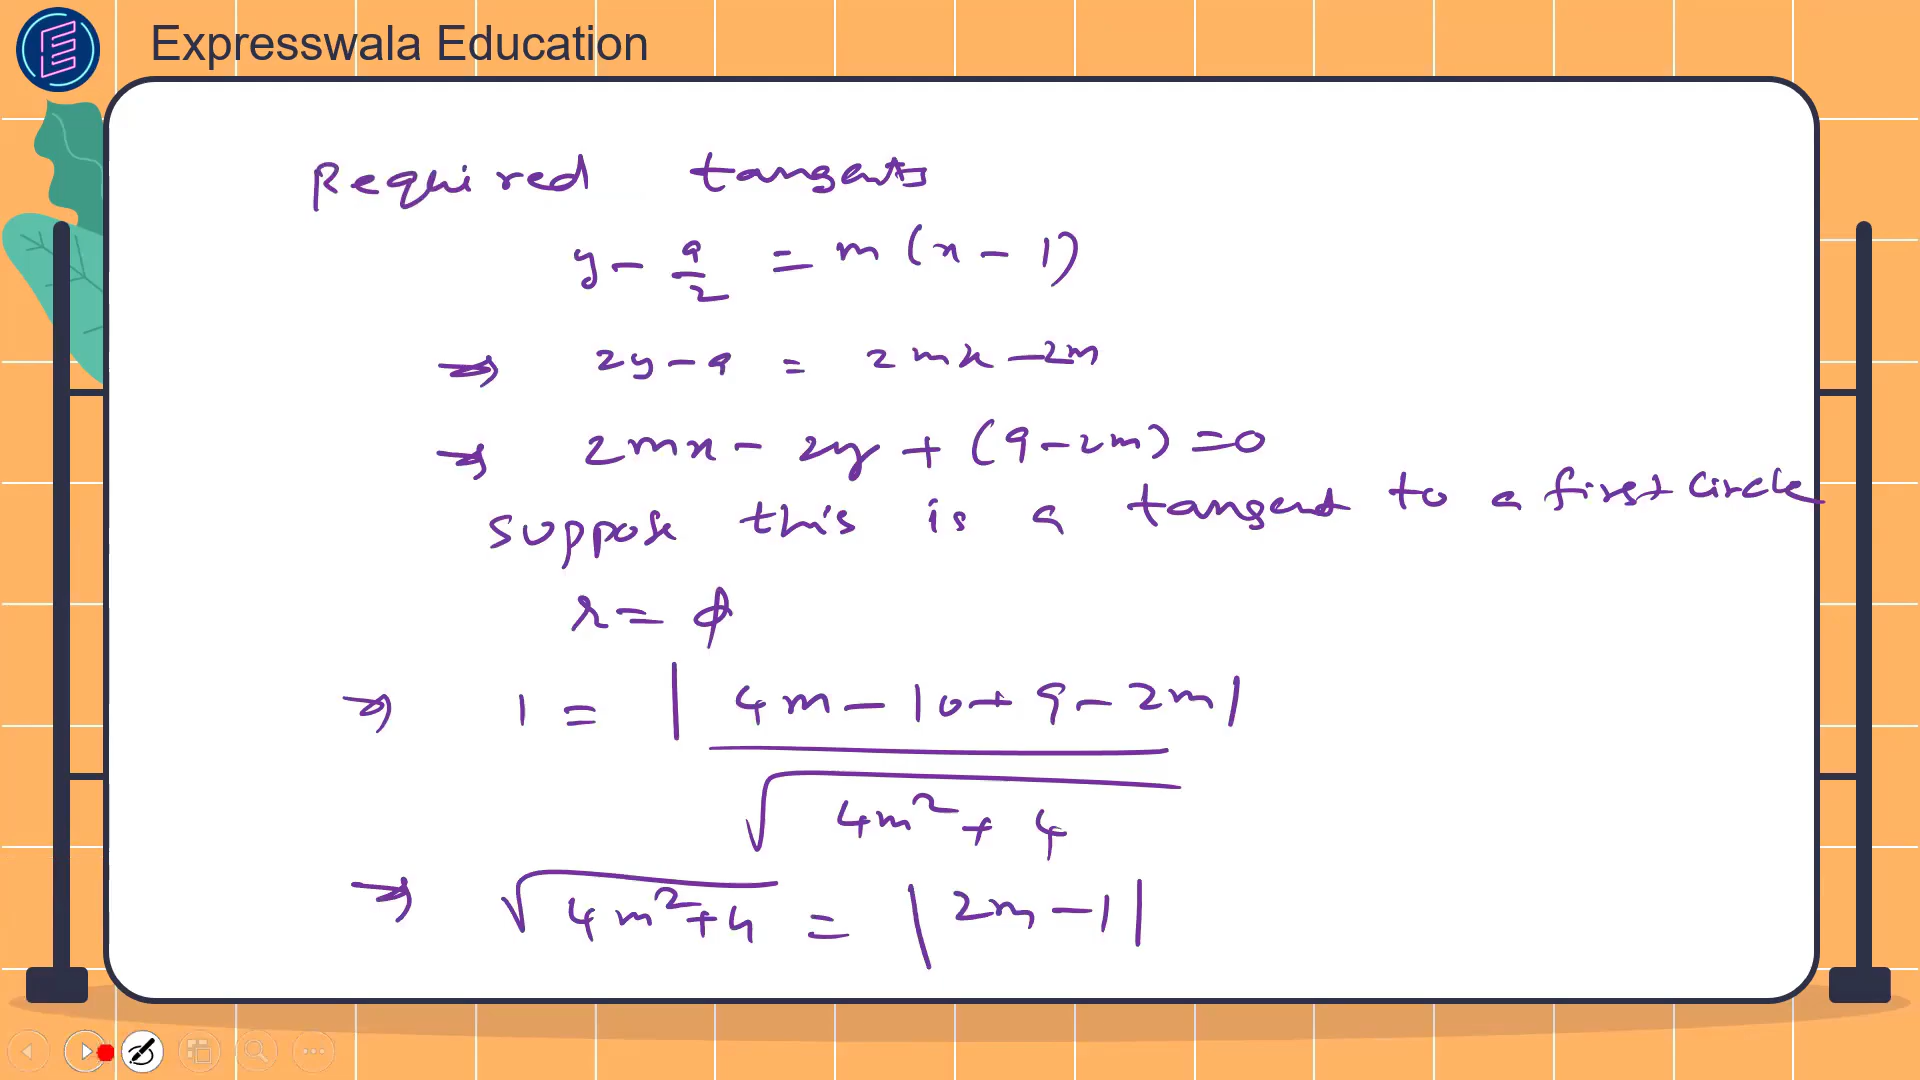 Expresswala Education
Required tangents
y - 9/2 = m (x - 1)
⇒ 2y - 9 = 2mx - 2m
⇒ 2mx - 2y + (9 - 2m) = 0
suppose this is a tangent to a first circle
r = p
⇒ 1 = | 4m - 10 + 9 - 2m | / √(4m² + 4)
⇒ √(4m² + 4) = | 2m - 1 |